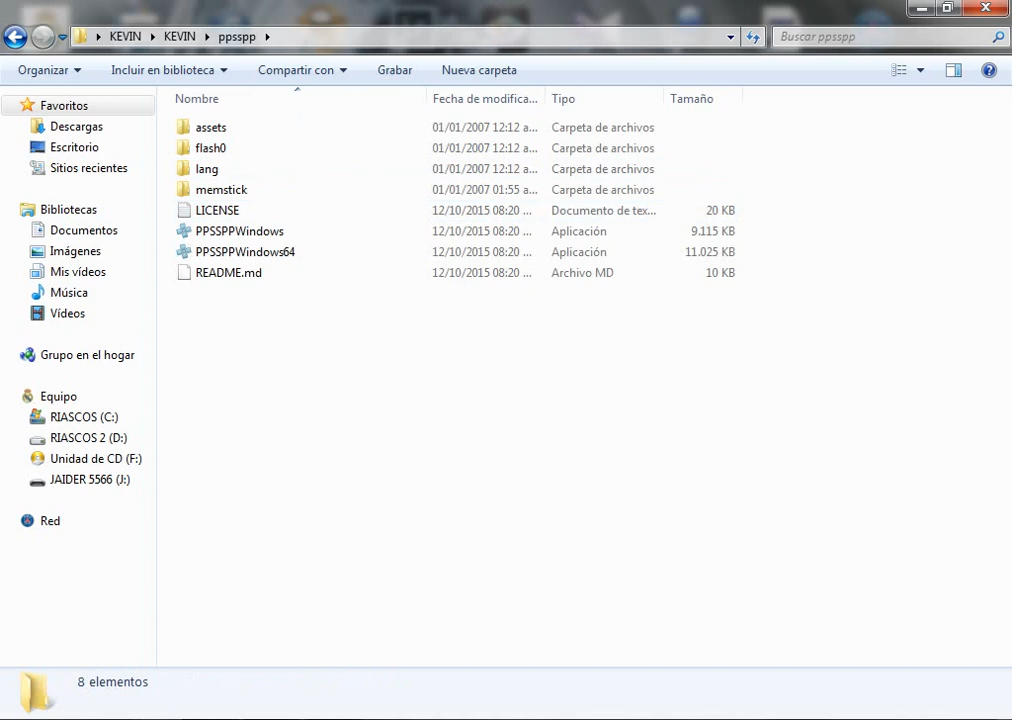 KEVIN KEVIN ppsspp Buscar ppsspp
Organizar Incluir en biblioteca Compartir con Grabar Nueva carpeta
Nombre Fecha de modifica... Tipo Tamaño
Favoritos
Descargas
Escritorio
Sitios recientes
Bibliotecas
Documentos
Imágenes
Mis vídeos
Música
Vídeos
Grupo en el hogar
Equipo
RIASCOS (C:)
RIASCOS 2 (D:)
Unidad de CD (F:)
JAIDER 5566 (J:)
Red
assets 01/01/2007 12:12 a... Carpeta de archivos
flash0 01/01/2007 12:12 a... Carpeta de archivos
lang 01/01/2007 12:12 a... Carpeta de archivos
memstick 01/01/2007 01:55 a... Carpeta de archivos
LICENSE 12/10/2015 08:20 ... Documento de tex... 20 KB
PPSSPPWindows 12/10/2015 08:20 ... Aplicación 9.115 KB
PPSSPPWindows64 12/10/2015 08:20 ... Aplicación 11.025 KB
README.md 12/10/2015 08:20 ... Archivo MD 10 KB
8 elementos